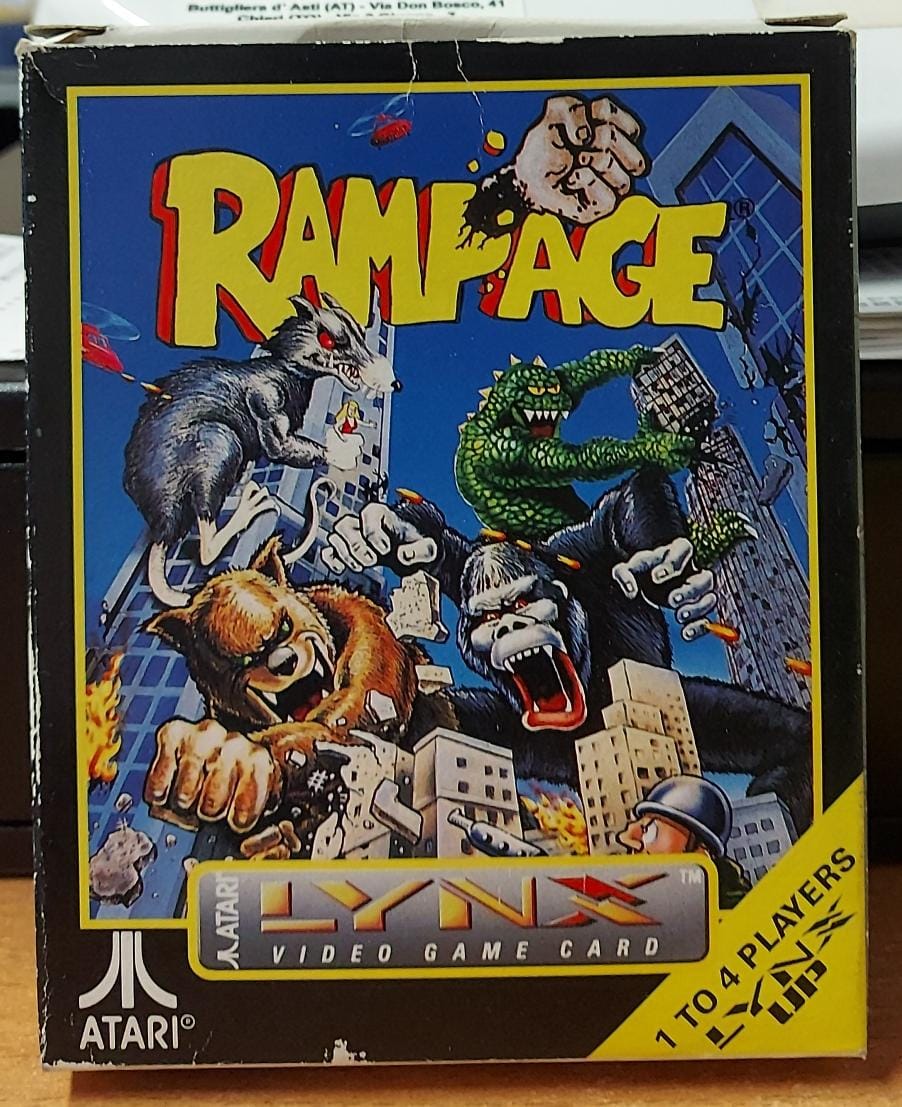 Buttigliera d'Asti (AT) - Via Don Bosco, 41
RAMPAGE®
ATARI
LYNX™
VIDEO GAME CARD
ATARI®
1 TO 4 PLAYERS
LYNX
UP